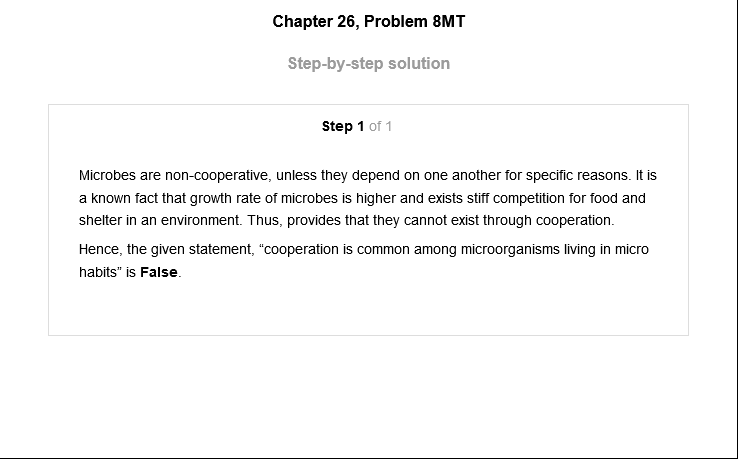 Chapter 26, Problem 8MT
Step-by-step solution
Step 1 of 1
Microbes are non-cooperative, unless they depend on one another for specific reasons. It is
a known fact that growth rate of microbes is higher and exists stiff competition for food and
shelter in an environment. Thus, provides that they cannot exist through cooperation.
Hence, the given statement, “cooperation is common among microorganisms living in micro
habits” is False.